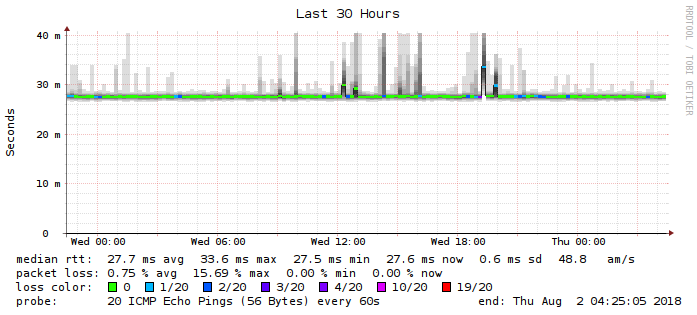 Last 30 Hours
RRDTOOL / TOBI OETIKER
Seconds
40 m
30 m
20 m
10 m
0
Wed 00:00 Wed 06:00 Wed 12:00 Wed 18:00 Thu 00:00
median rtt: 27.7 ms avg 33.6 ms max 27.5 ms min 27.6 ms now 0.6 ms sd 48.8 am/s
packet loss: 0.75 % avg 15.69 % max 0.00 % min 0.00 % now
loss color: 0 1/20 2/20 3/20 4/20 10/20 19/20
probe: 20 ICMP Echo Pings (56 Bytes) every 60s end: Thu Aug 2 04:25:05 2018